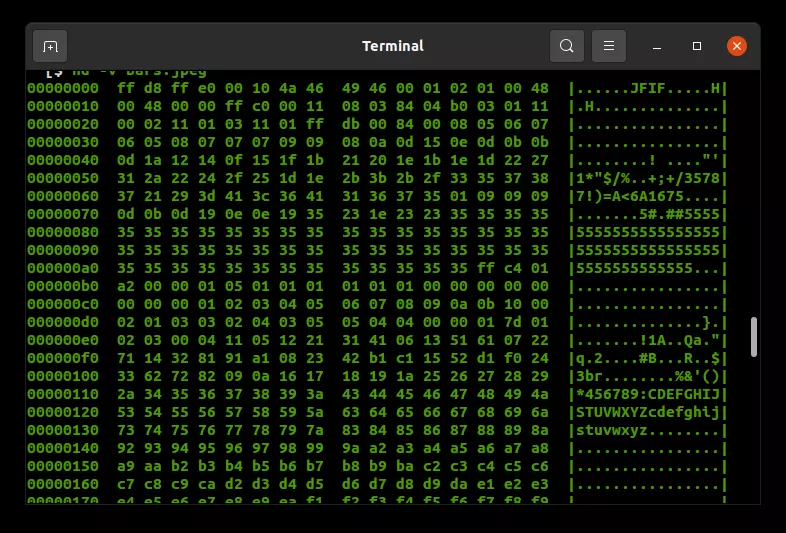 Terminal
[$ hd -v bars.jpeg
00000000  ff d8 ff e0 00 10 4a 46  49 46 00 01 02 01 00 48  |......JFIF.....H|
00000010  00 48 00 00 ff c0 00 11  08 03 84 04 b0 03 01 11  |.H..............|
00000020  00 02 11 01 03 11 01 ff  db 00 84 00 08 05 06 07  |................|
00000030  06 05 08 07 07 07 09 09  08 0a 0d 15 0e 0d 0b 0b  |................|
00000040  0d 1a 12 14 0f 15 1f 1b  21 20 1e 1b 1e 1d 22 27  |........! ...."'|
00000050  31 2a 22 24 2f 25 1d 1e  2b 3b 2b 2f 33 35 37 38  |1*"$/%..+;+/3578|
00000060  37 21 29 3d 41 3c 36 41  31 36 37 35 01 09 09 09  |7!)=A<6A1675....|
00000070  0d 0b 0d 19 0e 0e 19 35  23 1e 23 23 35 35 35 35  |.......5#.##5555|
00000080  35 35 35 35 35 35 35 35  35 35 35 35 35 35 35 35  |5555555555555555|
00000090  35 35 35 35 35 35 35 35  35 35 35 35 35 35 35 35  |5555555555555555|
000000a0  35 35 35 35 35 35 35 35  35 35 35 35 35 ff c4 01  |5555555555555...|
000000b0  a2 00 00 01 05 01 01 01  01 01 01 00 00 00 00 00  |................|
000000c0  00 00 00 01 02 03 04 05  06 07 08 09 0a 0b 10 00  |................|
000000d0  02 01 03 03 02 04 03 05  05 04 04 00 00 01 7d 01  |..............}.|
000000e0  02 03 00 04 11 05 12 21  31 41 06 13 51 61 07 22  |.......!1A..Qa."|
000000f0  71 14 32 81 91 a1 08 23  42 b1 c1 15 52 d1 f0 24  |q.2....#B...R..$|
00000100  33 62 72 82 09 0a 16 17  18 19 1a 25 26 27 28 29  |3br........%&'()|
00000110  2a 34 35 36 37 38 39 3a  43 44 45 46 47 48 49 4a  |*456789:CDEFGHIJ|
00000120  53 54 55 56 57 58 59 5a  63 64 65 66 67 68 69 6a  |STUVWXYZcdefghij|
00000130  73 74 75 76 77 78 79 7a  83 84 85 86 87 88 89 8a  |stuvwxyz........|
00000140  92 93 94 95 96 97 98 99  9a a2 a3 a4 a5 a6 a7 a8  |................|
00000150  a9 aa b2 b3 b4 b5 b6 b7  b8 b9 ba c2 c3 c4 c5 c6  |................|
00000160  c7 c8 c9 ca d2 d3 d4 d5  d6 d7 d8 d9 da e1 e2 e3  |................|
00000170  e4 e5 e6 e7 e8 e9 ea f1  f2 f3 f4 f5 f6 f7 f8 f9